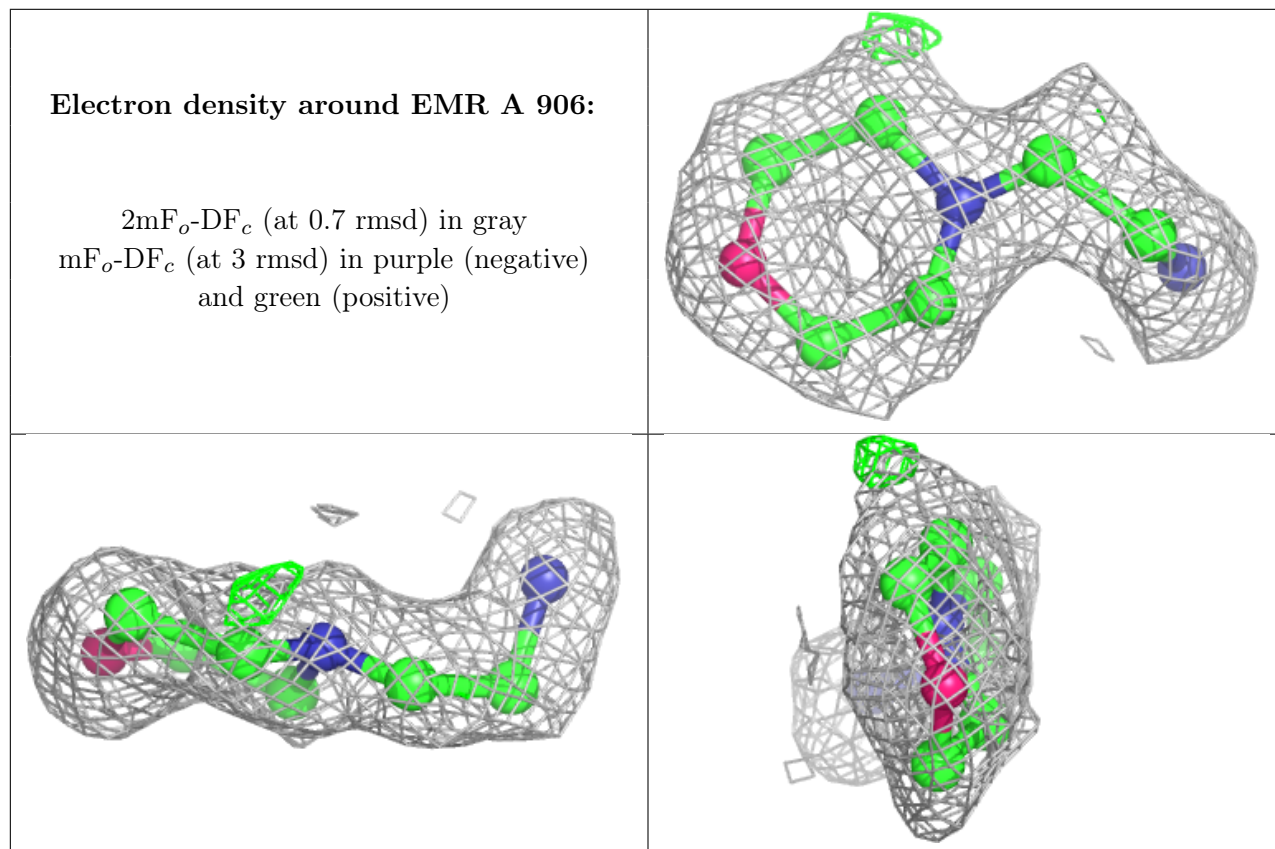 Electron density around EMR A 906:
2mFo-DFc (at 0.7 rmsd) in gray
mFo-DFc (at 3 rmsd) in purple (negative)
and green (positive)